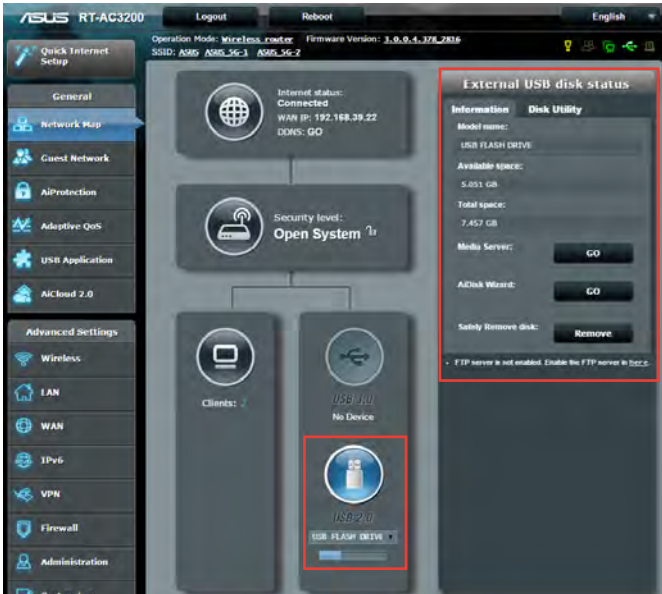 ASUS RT-AC3200
Logout
Reboot
English
Operation Mode: Wireless router Firmware Version: 3.0.0.4.378_2816
SSID: ASUS ASUS_5G-1 ASUS_5G-2
Quick Internet
Setup
General
Network Map
Guest Network
AiProtection
Adaptive QoS
USB Application
AiCloud 2.0
Advanced Settings
Wireless
LAN
WAN
IPv6
VPN
Firewall
Administration
Internet status:
Connected
WAN IP: 192.168.39.22
DDNS: GO
Security level:
Open System
Clients: 2
USB 3.0
No Device
USB 2.0
USB FLASH DRIVE
External USB disk status
Information Disk Utility
Model name:
USB FLASH DRIVE
Available space:
5.051 GB
Total space:
7.457 GB
Media Server: GO
AiDisk Wizard: GO
Safely Remove disk: Remove
• FTP server is not enabled. Enable the FTP server in here.